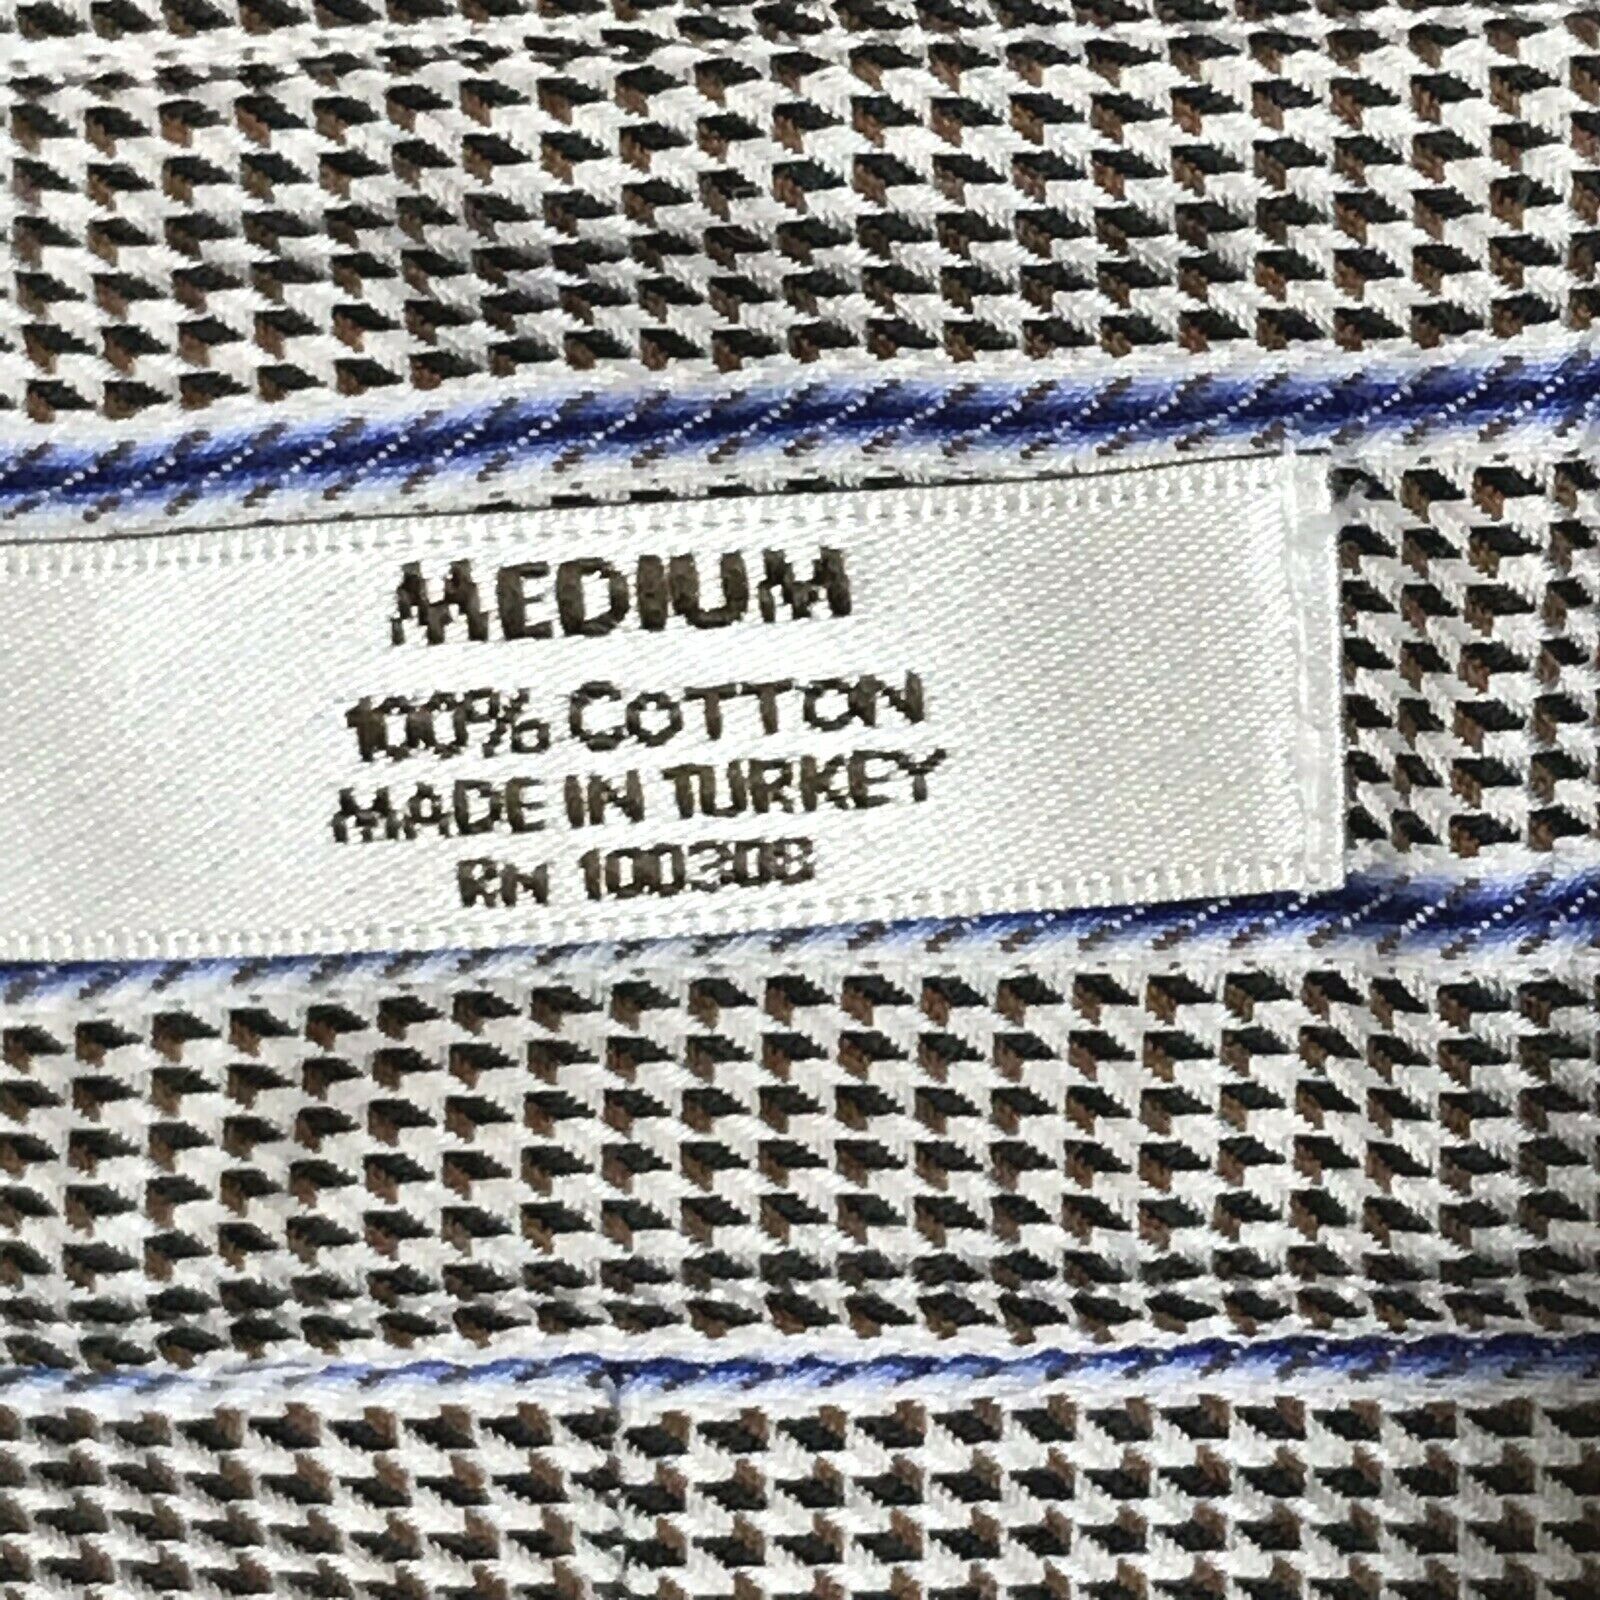 MEDIUM
100% COTTON
MADE IN TURKEY
RN 100308